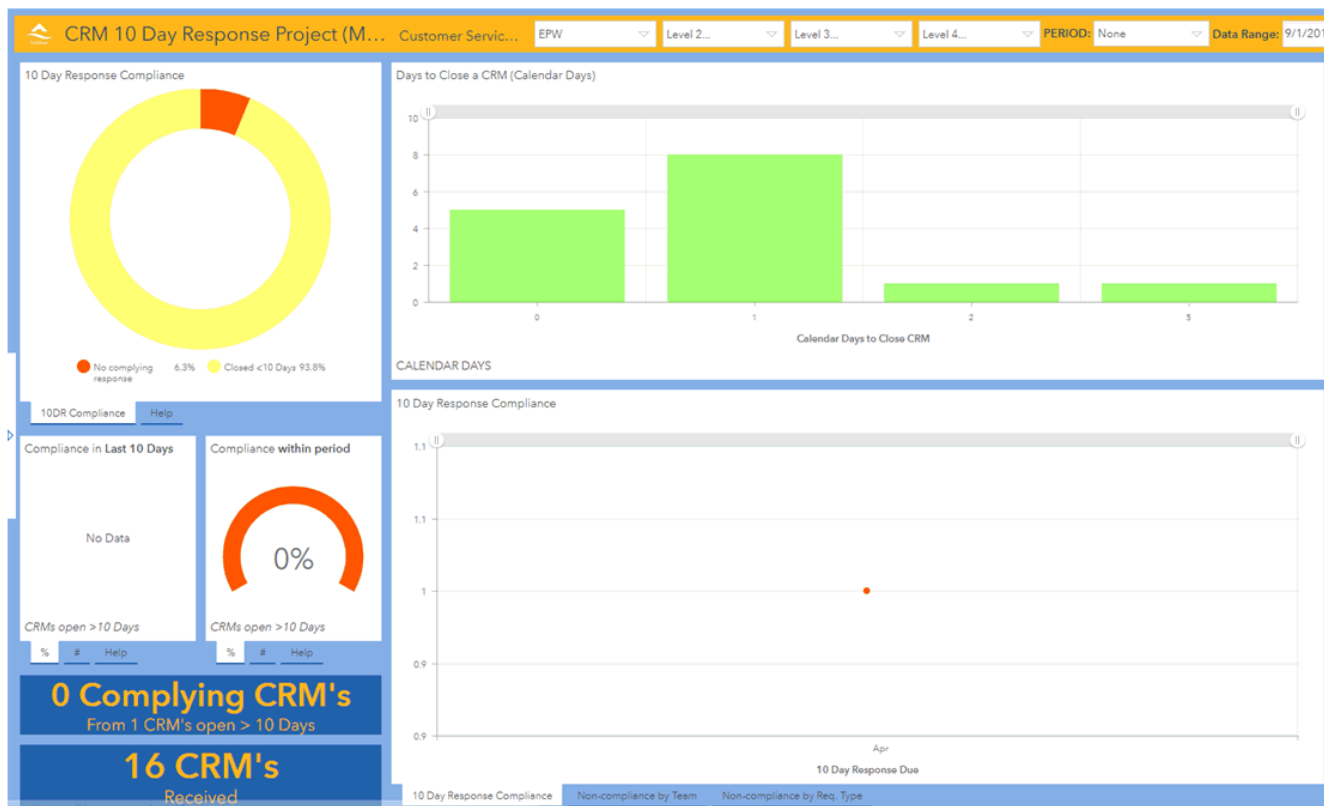 CRM 10 Day Response Project (M... Customer Servic... EPW Level 2... Level 3... Level 4... PERIOD: None Data Range: 9/1/201
10 Day Response Compliance
No complying response 6.3% Closed <10 Days 93.8%
10DR Compliance Help
Days to Close a CRM (Calendar Days)
10
8
6
4
2
0
0 1 2 5
Calendar Days to Close CRM
CALENDAR DAYS
Compliance in Last 10 Days
No Data
CRMs open >10 Days
% # Help
Compliance within period
0%
CRMs open >10 Days
% # Help
0 Complying CRM's
From 1 CRM's open > 10 Days
16 CRM's
Received
10 Day Response Compliance
1.1
1.1
1
0.9
0.9
Apr
10 Day Response Due
10 Day Response Compliance Non-compliance by Team Non-compliance by Req. Type